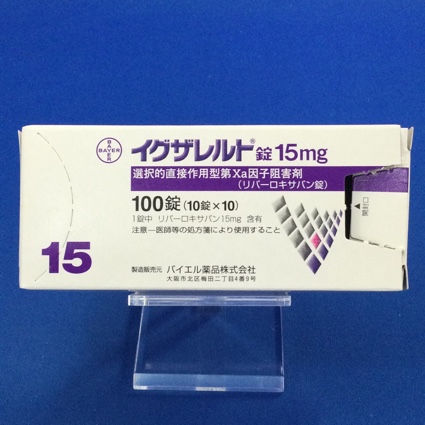 BAYER
BAYER
イグザレルト® 錠 15mg
選択的直接作用型第Xa因子阻害剤
(リバーロキサバン錠)
100錠 (10錠×10)
1錠中 リバーロキサバン15mg 含有
注意―医師等の処方箋により使用すること
開封口
15
製造販売元 バイエル薬品株式会社
大阪市北区梅田二丁目4番9号